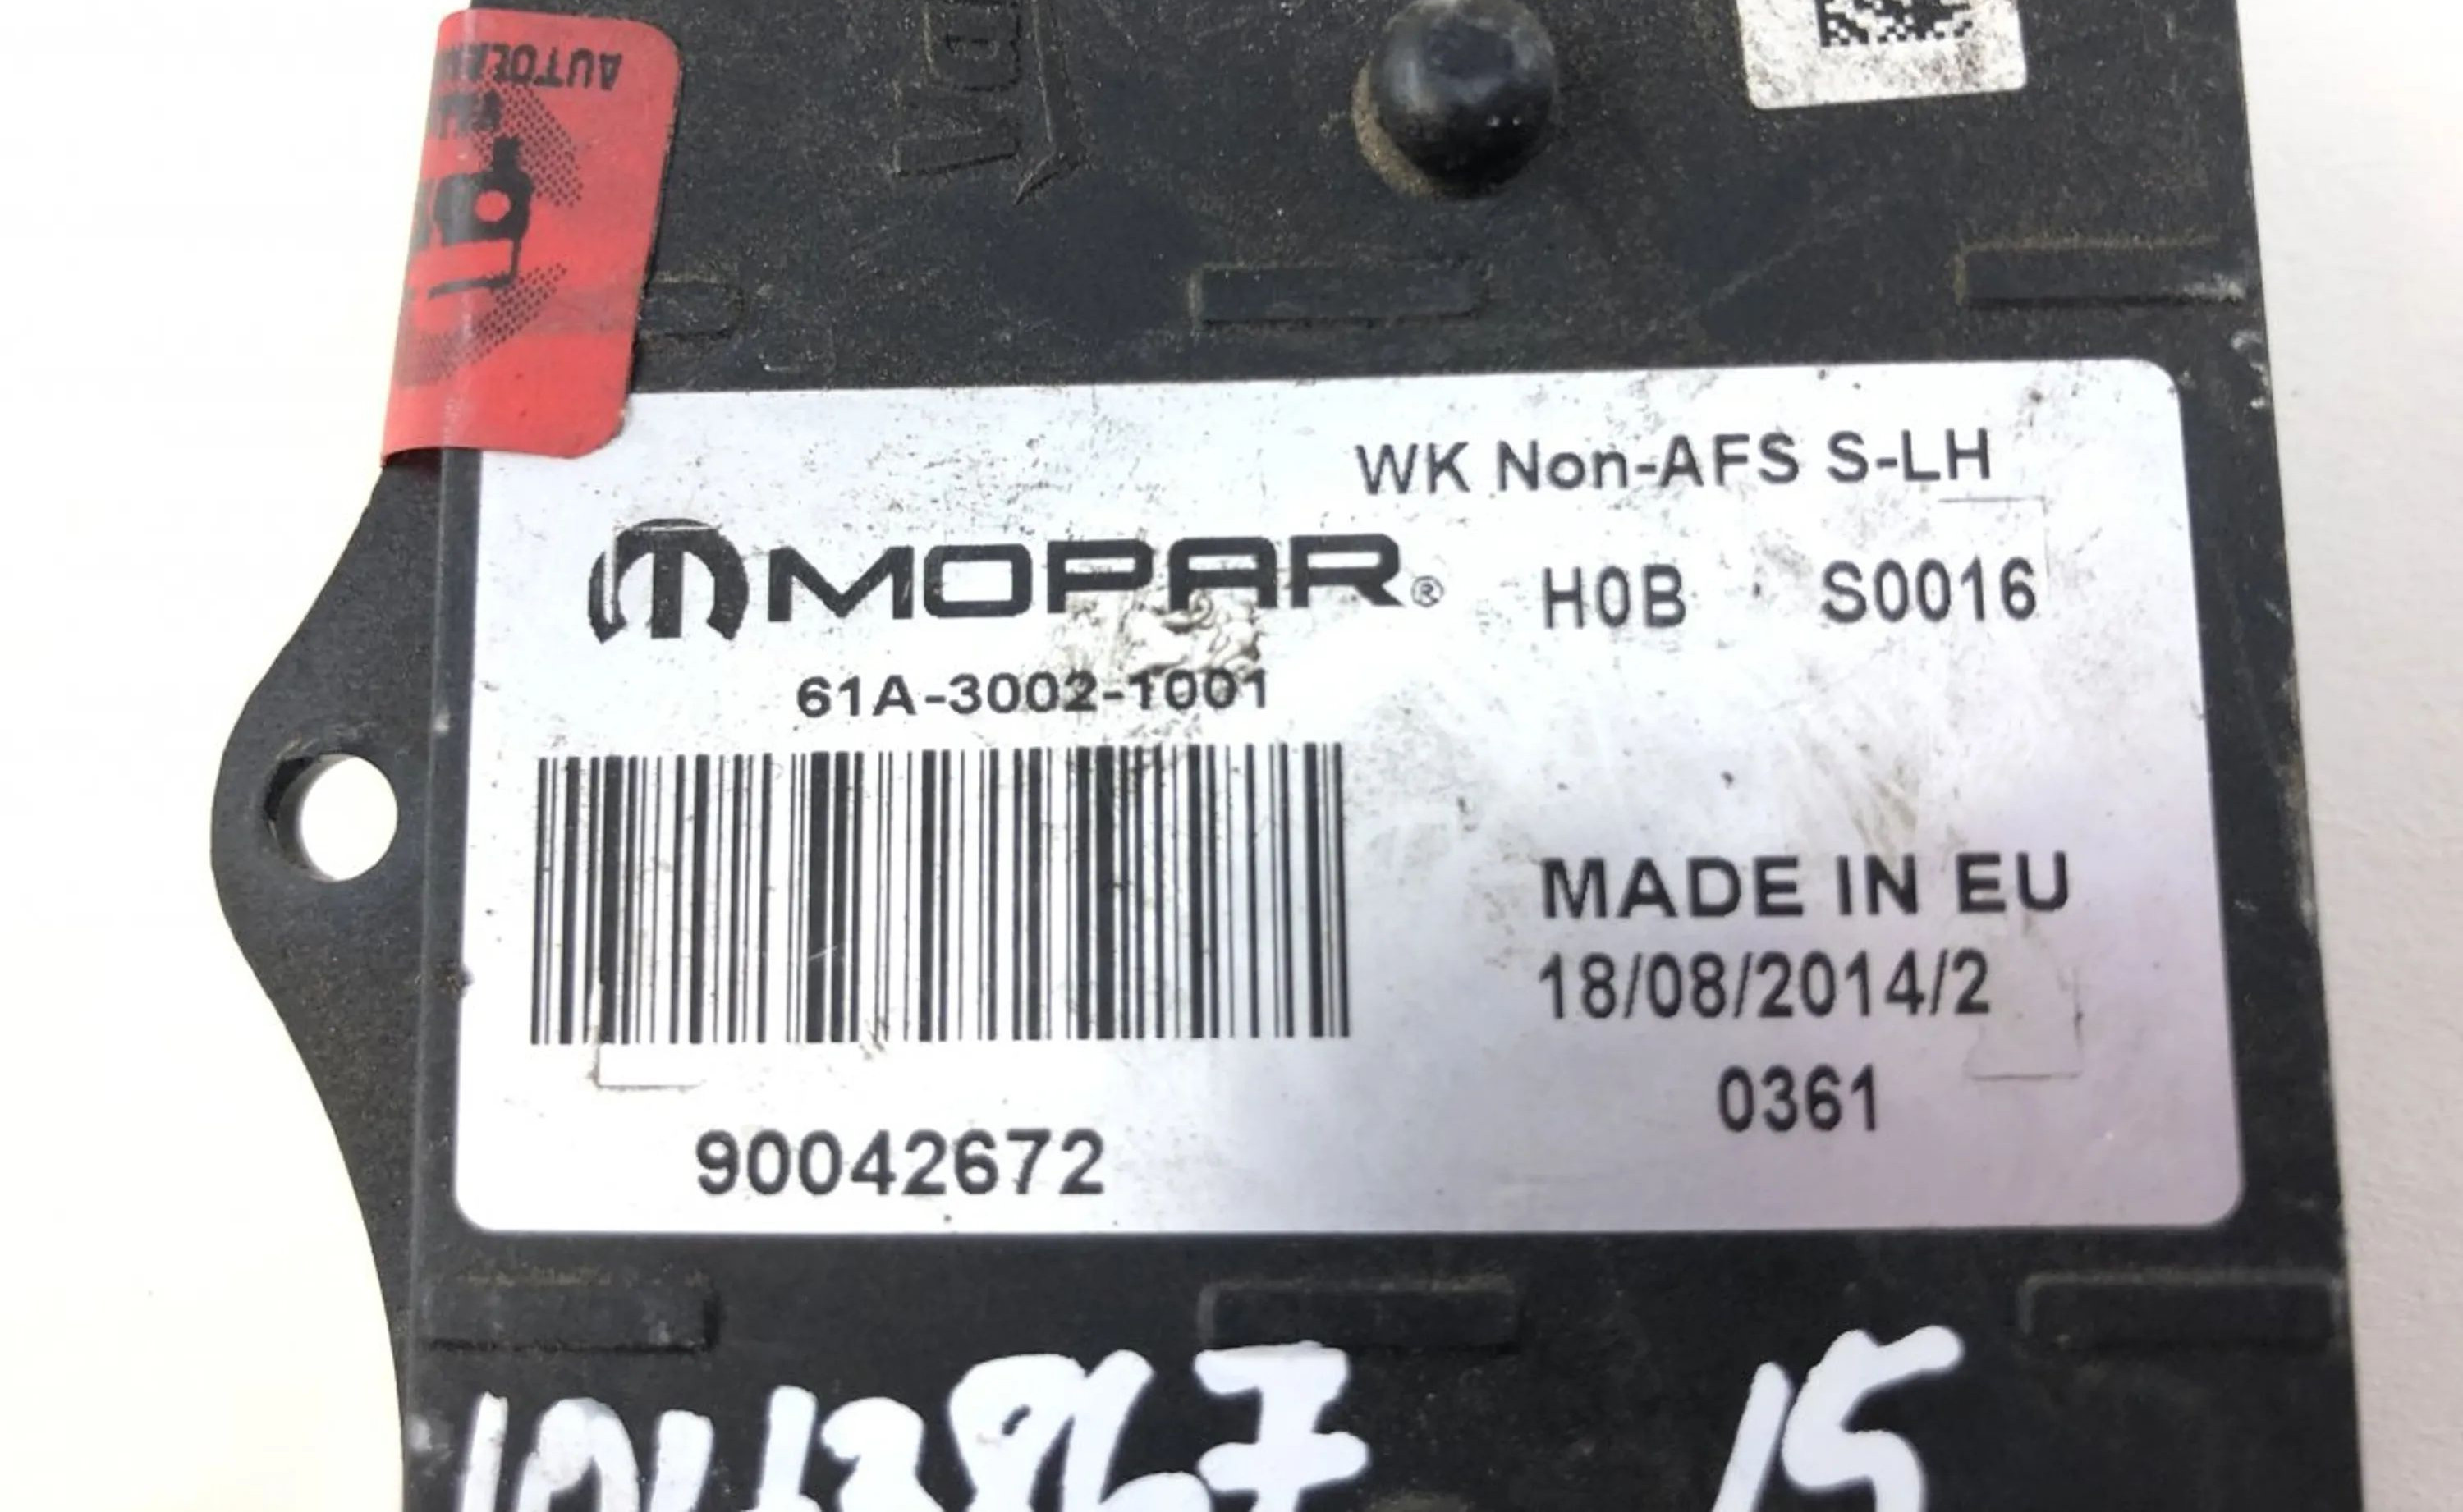 WK Non-AFS S-LH
MOPAR®
H0B S0016
61A-3002-1001
MADE IN EU
18/08/2014/2
0361
90042672
15